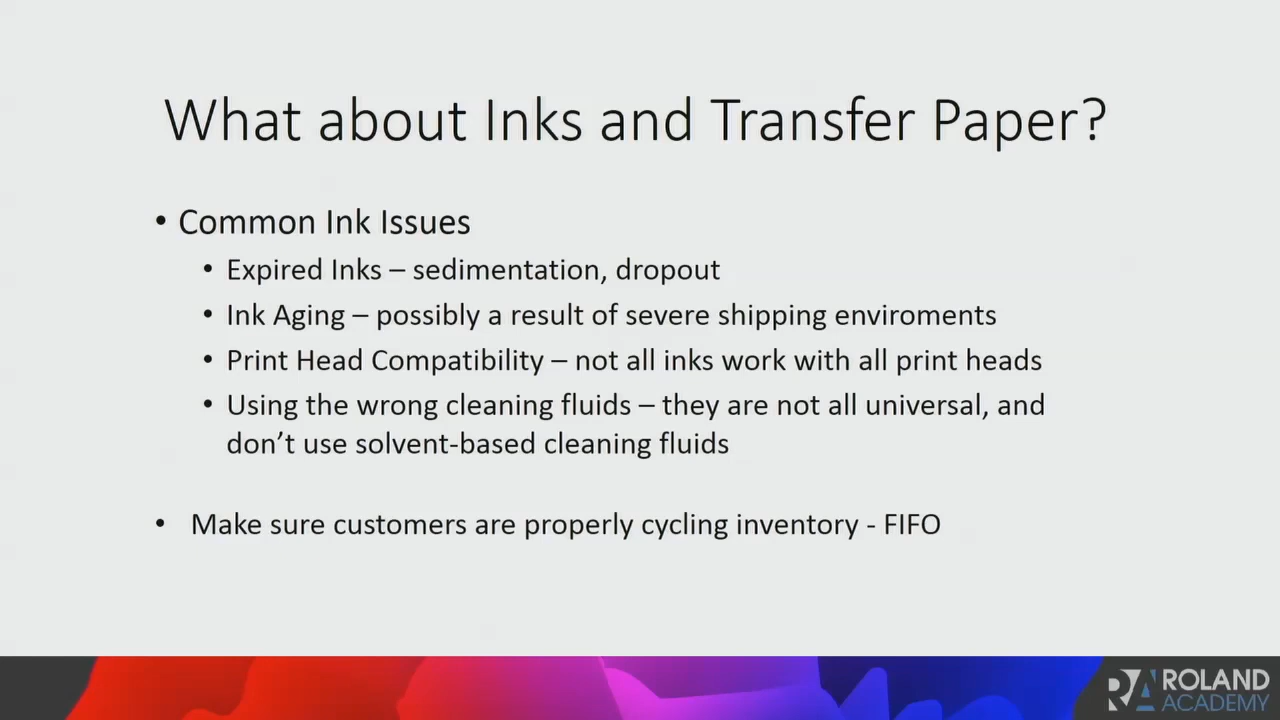 What about Inks and Transfer Paper?
• Common Ink Issues
• Expired Inks – sedimentation, dropout
• Ink Aging – possibly a result of severe shipping enviroments
• Print Head Compatibility – not all inks work with all print heads
• Using the wrong cleaning fluids – they are not all universal, and
don’t use solvent-based cleaning fluids
• Make sure customers are properly cycling inventory - FIFO
RA ROLAND
ACADEMY